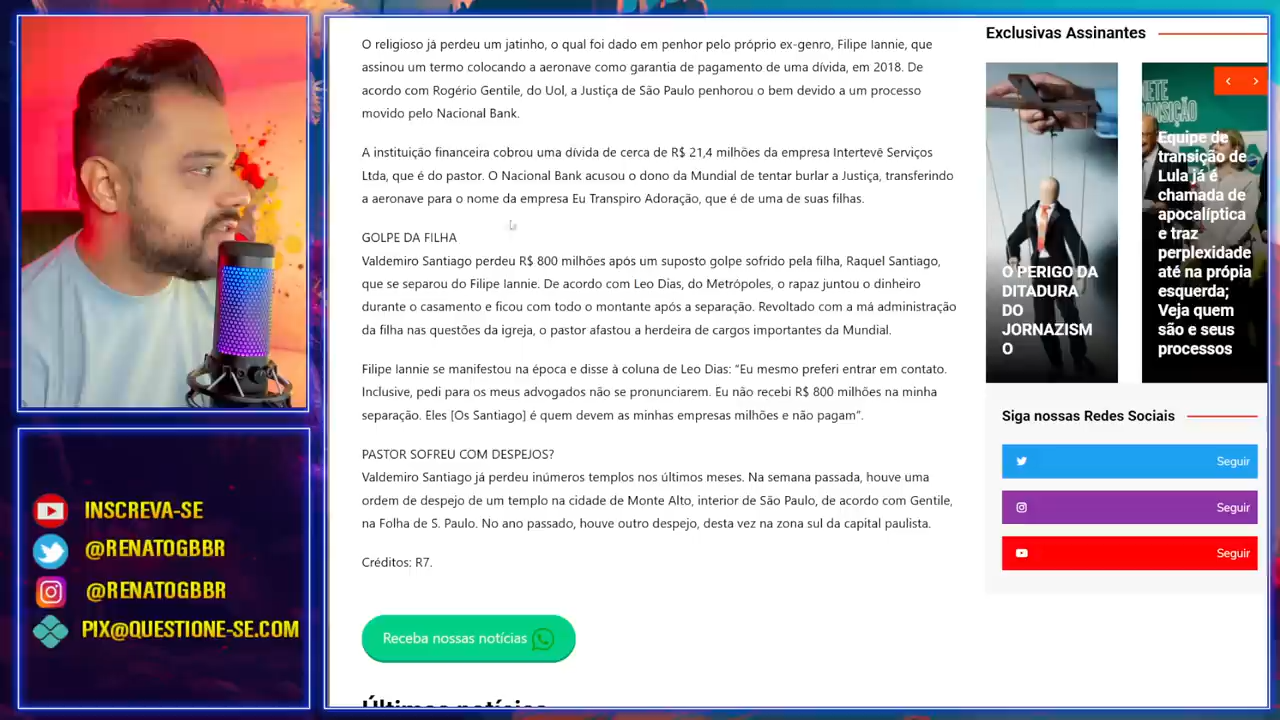 O religioso já perdeu um jatinho, o qual foi dado em penhor pelo próprio ex-genro, Filipe Iannie, que
assinou um termo colocando a aeronave como garantia de pagamento de uma dívida, em 2018. De
acordo com Rogério Gentile, do Uol, a Justiça de São Paulo penhorou o bem devido a um processo
movido pelo Nacional Bank.
A instituição financeira cobrou uma dívida de cerca de R$ 21,4 milhões da empresa Intertevê Serviços
Ltda, que é do pastor. O Nacional Bank acusou o dono da Mundial de tentar burlar a Justiça, transferindo
a aeronave para o nome da empresa Eu Transpiro Adoração, que é de uma de suas filhas.
GOLPE DA FILHA
Valdemiro Santiago perdeu R$ 800 milhões após um suposto golpe sofrido pela filha, Raquel Santiago,
que se separou do Filipe Iannie. De acordo com Leo Dias, do Metrópoles, o rapaz juntou o dinheiro
durante o casamento e ficou com todo o montante após a separação. Revoltado com a má administração
da filha nas questões da igreja, o pastor afastou a herdeira de cargos importantes da Mundial.
Filipe Iannie se manifestou na época e disse à coluna de Leo Dias: “Eu mesmo preferi entrar em contato.
Inclusive, pedi para os meus advogados não se pronunciarem. Eu não recebi R$ 800 milhões na minha
separação. Eles [Os Santiago] é quem devem as minhas empresas milhões e não pagam”.
PASTOR SOFREU COM DESPEJOS?
Valdemiro Santiago já perdeu inúmeros templos nos últimos meses. Na semana passada, houve uma
ordem de despejo de um templo na cidade de Monte Alto, interior de São Paulo, de acordo com Gentile,
na Folha de S. Paulo. No ano passado, houve outro despejo, desta vez na zona sul da capital paulista.
Créditos: R7.
Receba nossas notícias
Últimas notícias
Exclusivas Assinantes
O PERIGO DA
DITADURA
DO
JORNAZISM
O
Equipe de
transição de
Lula já é
chamada de
apocalíptica
e traz
perplexidade
até na própia
esquerda;
Veja quem
são e seus
processos
Siga nossas Redes Sociais
Seguir
Seguir
Seguir
INSCREVA-SE
@RENATOGBBR
@RENATOGBBR
PIX@QUESTIONE-SE.COM